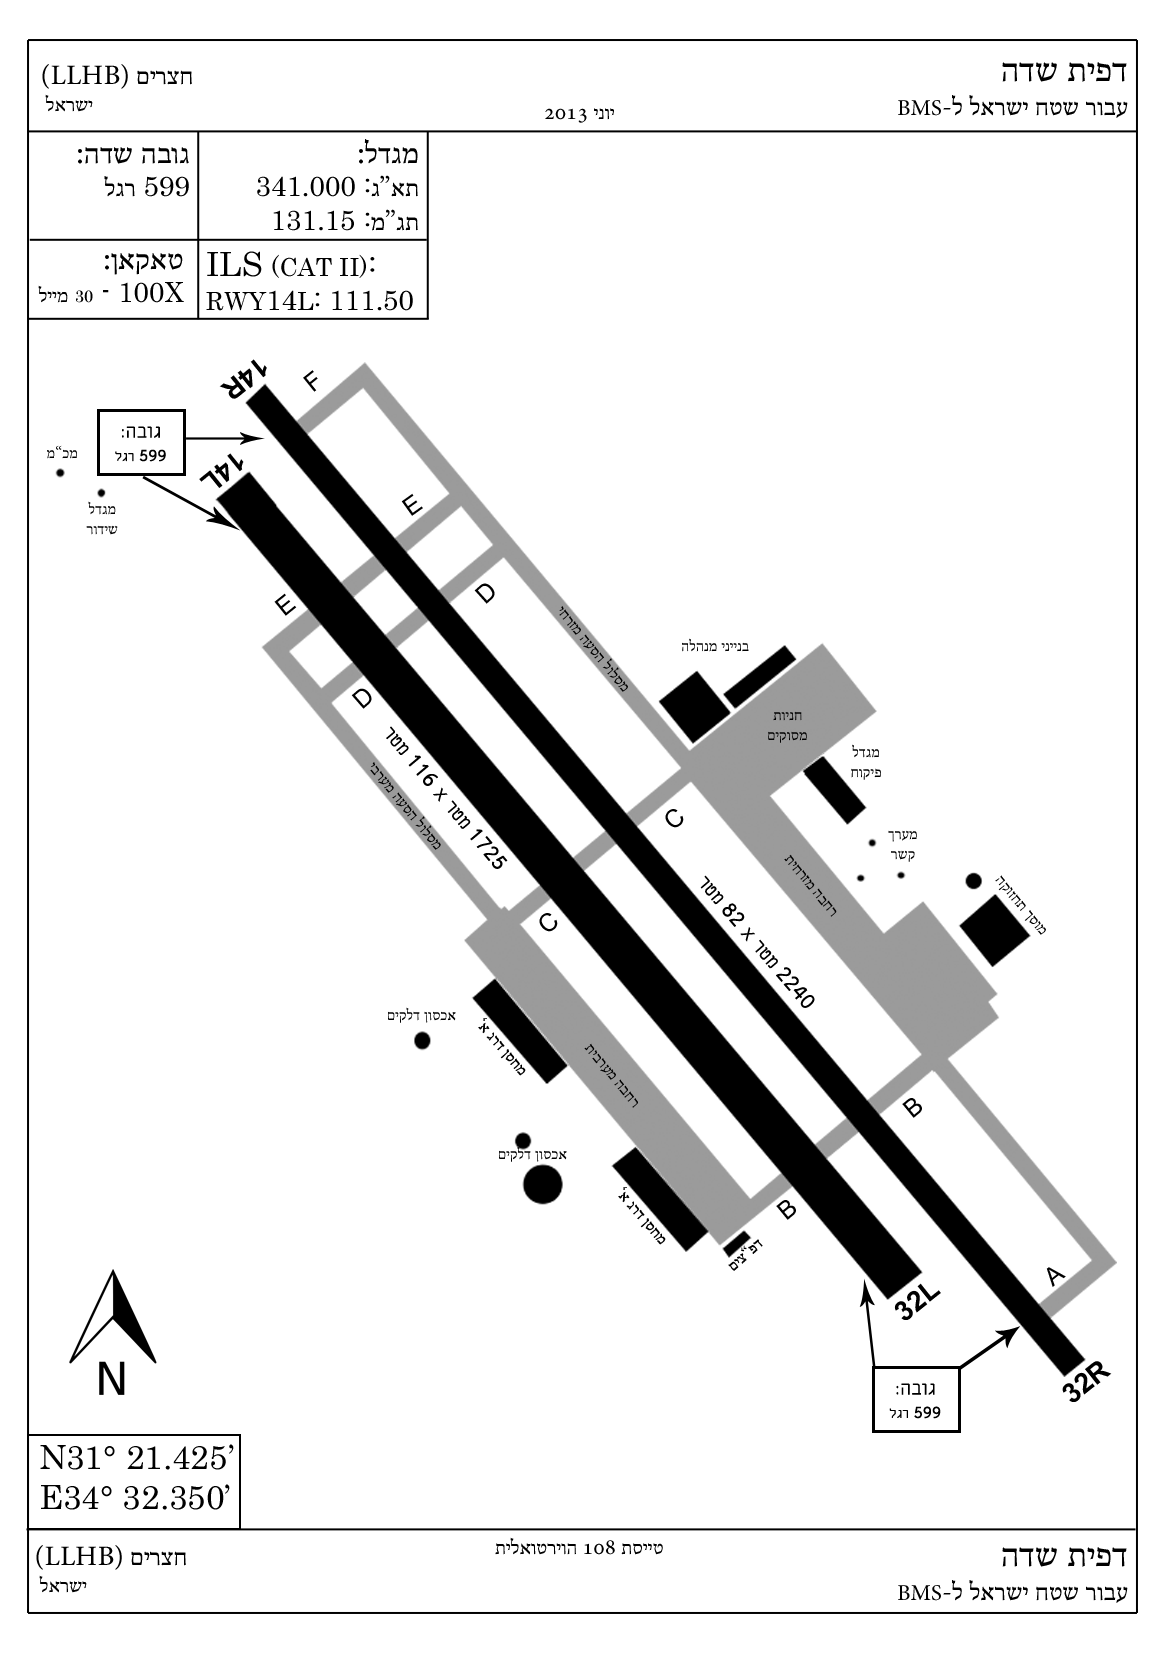 דפית שדה
עבור שטח ישראל ל-BMS
יוני 2013
חצרים (LLHB)
ישראל
מגדל:
תא”ג: 341.000
תג”מ: 131.15
גובה שדה:
599 רגל
ILS (CAT II):
RWY14L: 111.50
טאקאן:
100X - 30 מייל
14R
F
גובה:
599 רגל
מכ“מ
14L
מגדל
שידור
E
E
D
D
מסלול הסעה מזרחי
בנייני מנהלה
חניות
מסוקים
מגדל
פיקוח
1725 מטר x 116 מטר
מסלול הסעה מערבי
C
C
מערך
קשר
רחבה מזרחית
מוסך תחזוקה
2240 מטר x 82 מטר
אכסון דלקים
מחסן דרג א'
רחבה מערבית
B
B
אכסון דלקים
מחסן דרג א'
דפ“צים
A
32L
32R
גובה:
599 רגל
N
N31° 21.425’
E34° 32.350’
דפית שדה
עבור שטח ישראל ל-BMS
טייסת 108 הוירטואלית
חצרים (LLHB)
ישראל